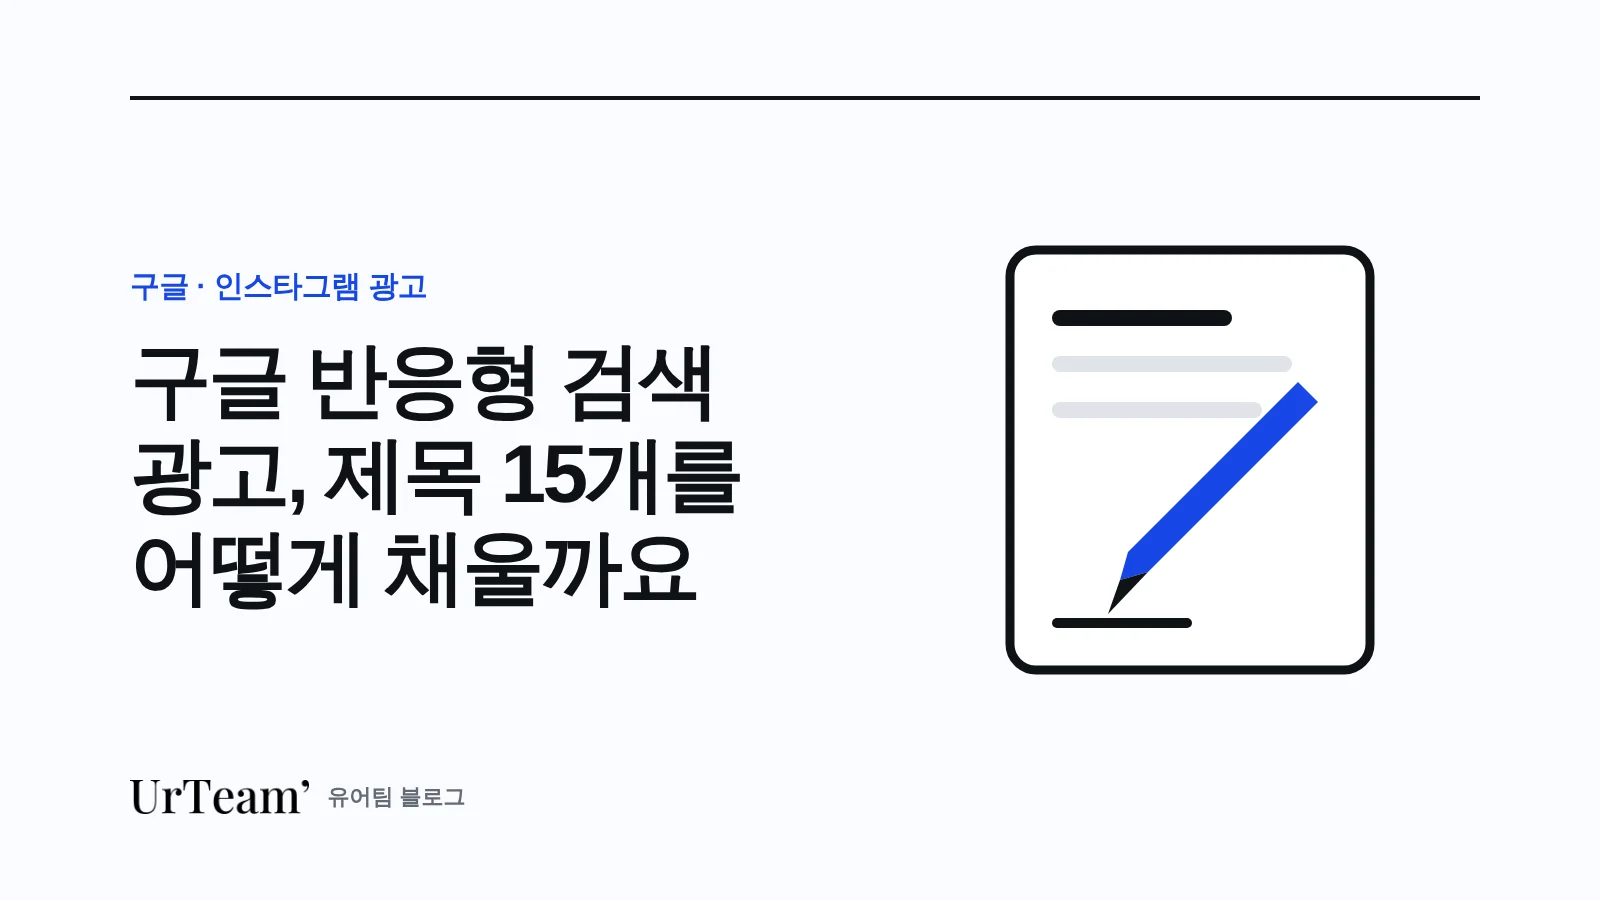 구글 · 인스타그램 광고
구글 반응형 검색
광고, 제목 15개를
어떻게 채울까요
UrTeam’ 유어팀 블로그